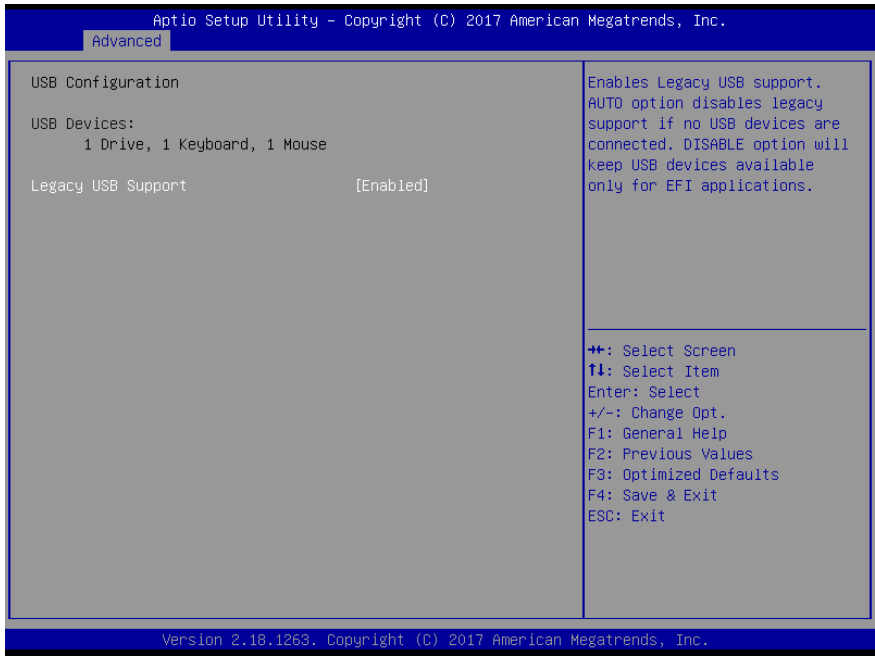 Aptio Setup Utility – Copyright (C) 2017 American Megatrends, Inc.
Advanced
USB Configuration
USB Devices:
1 Drive, 1 Keyboard, 1 Mouse
Legacy USB Support [Enabled]
Enables Legacy USB support.
AUTO option disables legacy
support if no USB devices are
connected. DISABLE option will
keep USB devices available
only for EFI applications.
→←: Select Screen
↑↓: Select Item
Enter: Select
+/-: Change Opt.
F1: General Help
F2: Previous Values
F3: Optimized Defaults
F4: Save & Exit
ESC: Exit
Version 2.18.1263. Copyright (C) 2017 American Megatrends, Inc.